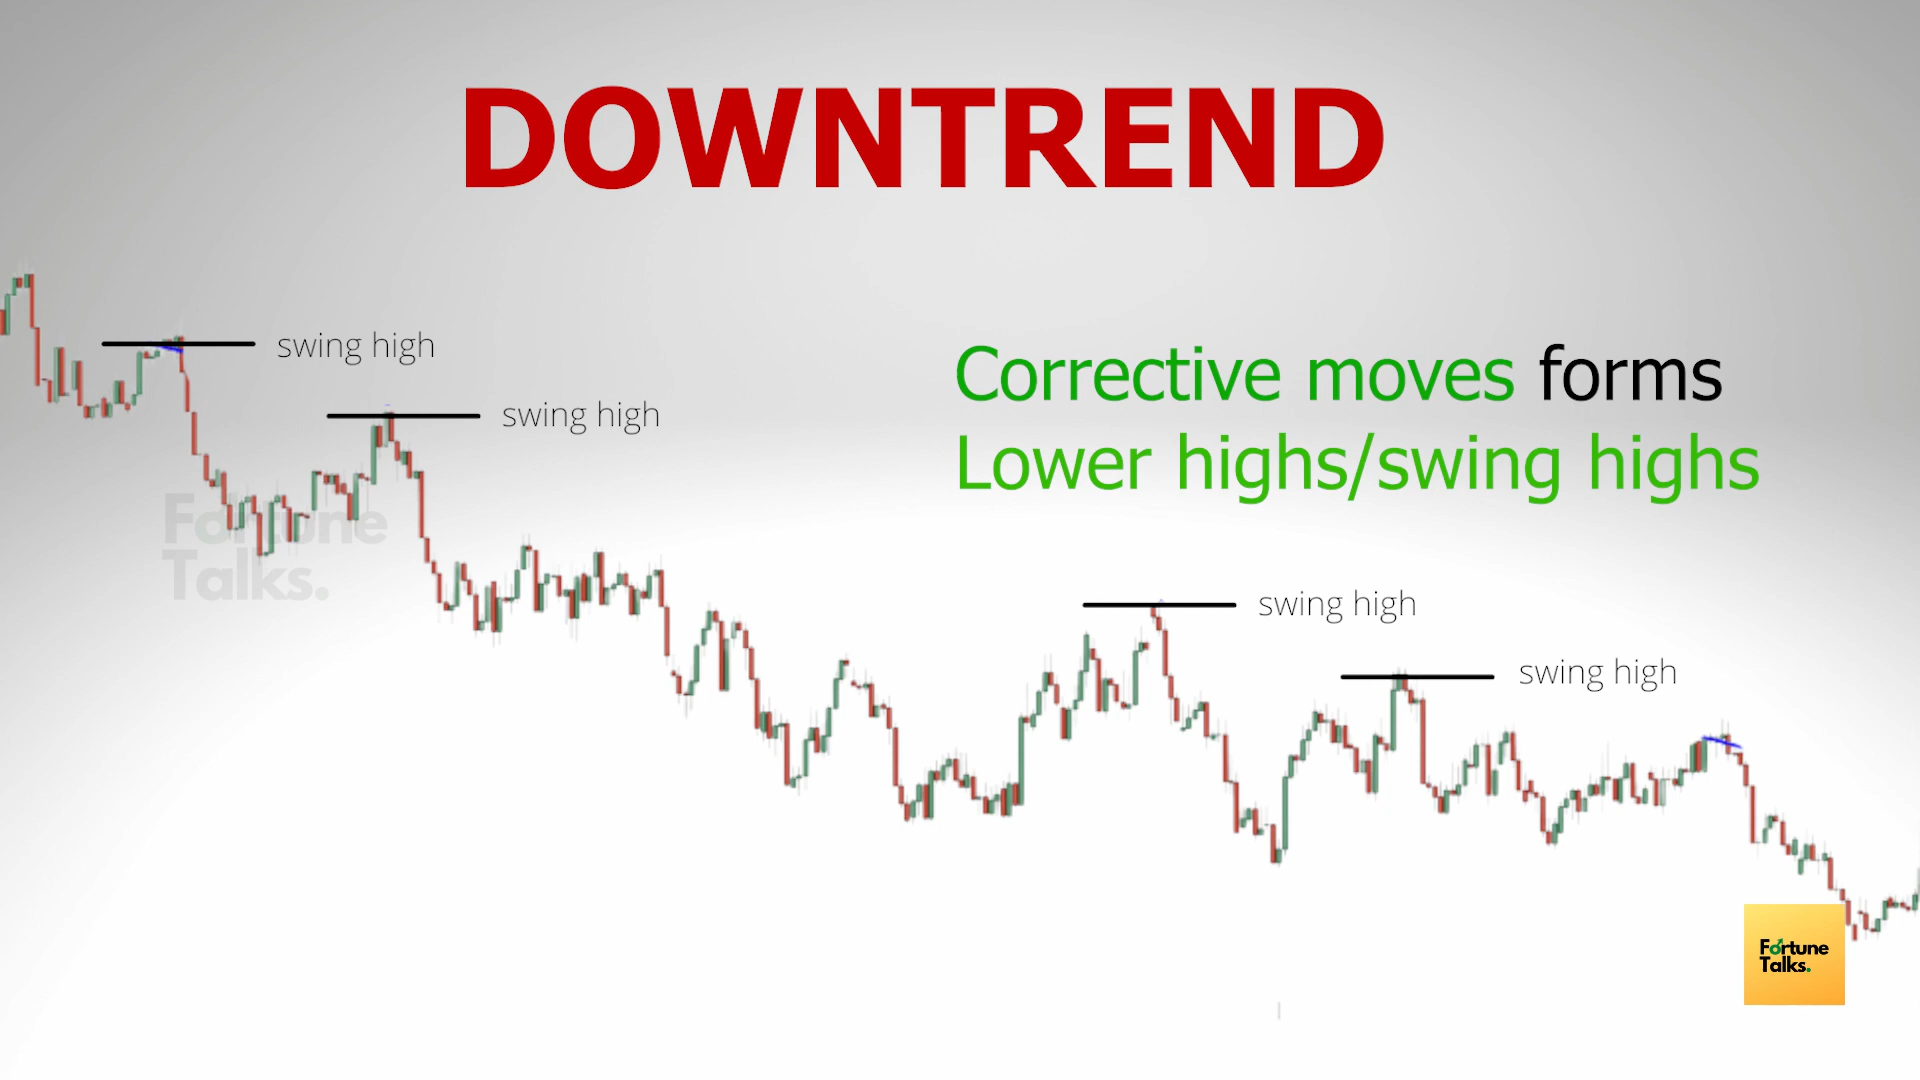 DOWNTREND
swing high
swing high
Corrective moves forms
Lower highs/swing highs
Fortune
Talks.
swing high
swing high
Fortune
Talks.